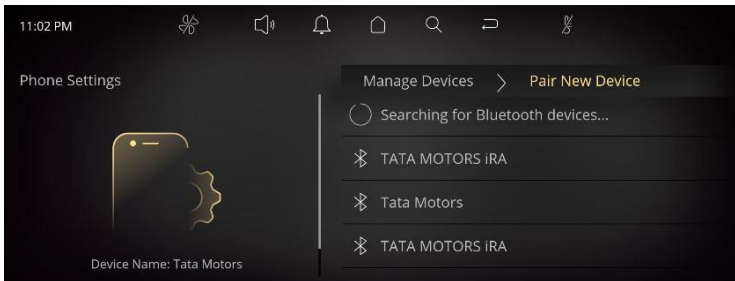 11:02 PM
Phone Settings
Device Name: Tata Motors
Manage Devices > Pair New Device
Searching for Bluetooth devices...
TATA MOTORS iRA
Tata Motors
TATA MOTORS iRA